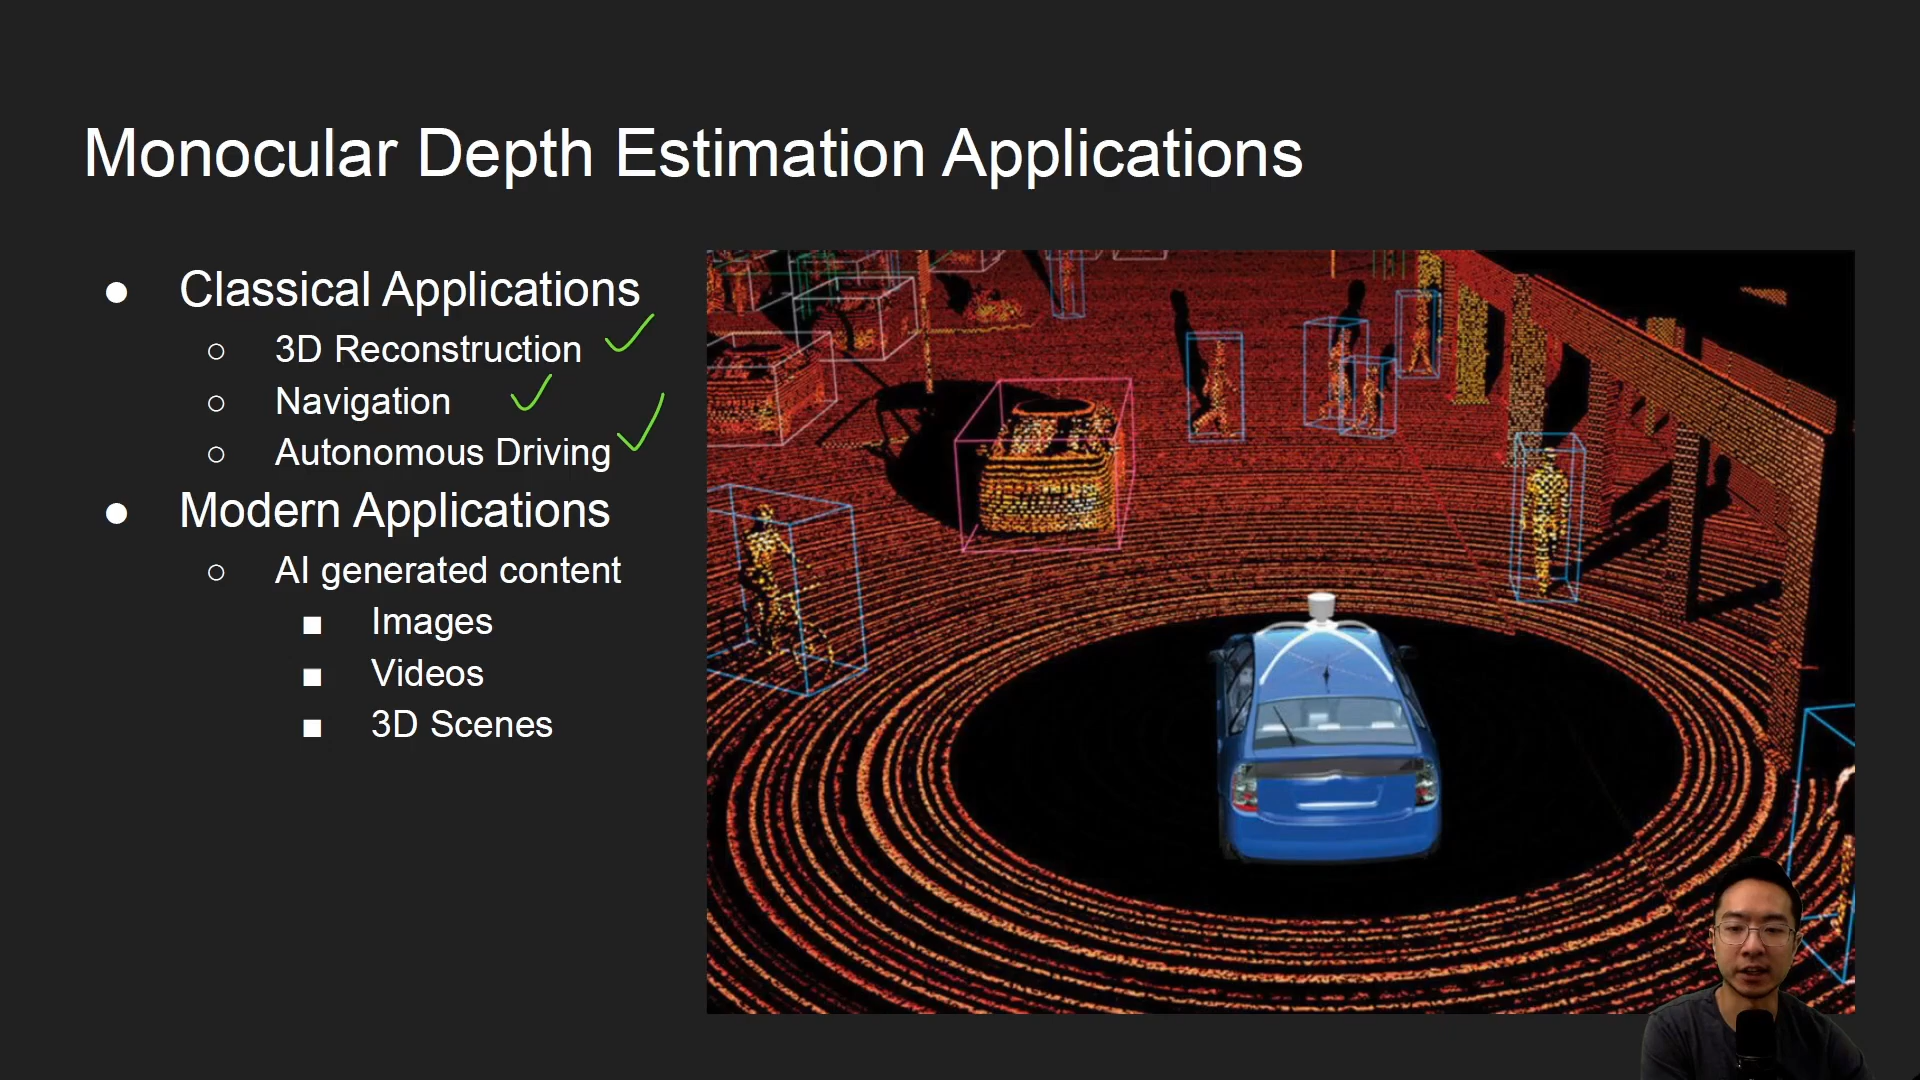 Monocular Depth Estimation Applications
● Classical Applications
○ 3D Reconstruction
○ Navigation
○ Autonomous Driving
● Modern Applications
○ AI generated content
■ Images
■ Videos
■ 3D Scenes